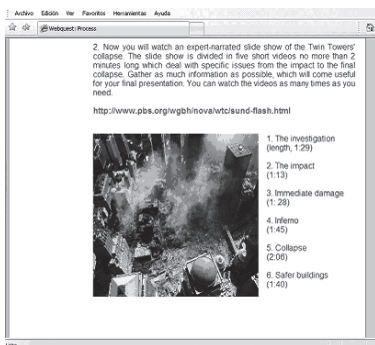 Archivo Edición Ver Favoritos Herramientas Ayuda
Webquest: Process
2. Now you will watch an expert-narrated slide show of the Twin Towers'
collapse. The slide show is divided in five short videos no more than 2
minutes long which deal with specific issues from the impact to the final
collapse. Gather as much information as possible, which will come useful
for your final presentation. You can watch the videos as many times as you
need.
http://www.pbs.org/wgbh/nova/wtc/sund-flash.html
1. The investigation
(length, 1:29)
2. The impact
(1:13)
3. Immediate damage
(1: 28)
4. Inferno
(1:45)
5. Collapse
(2:06)
6. Safer buildings
(1:40)